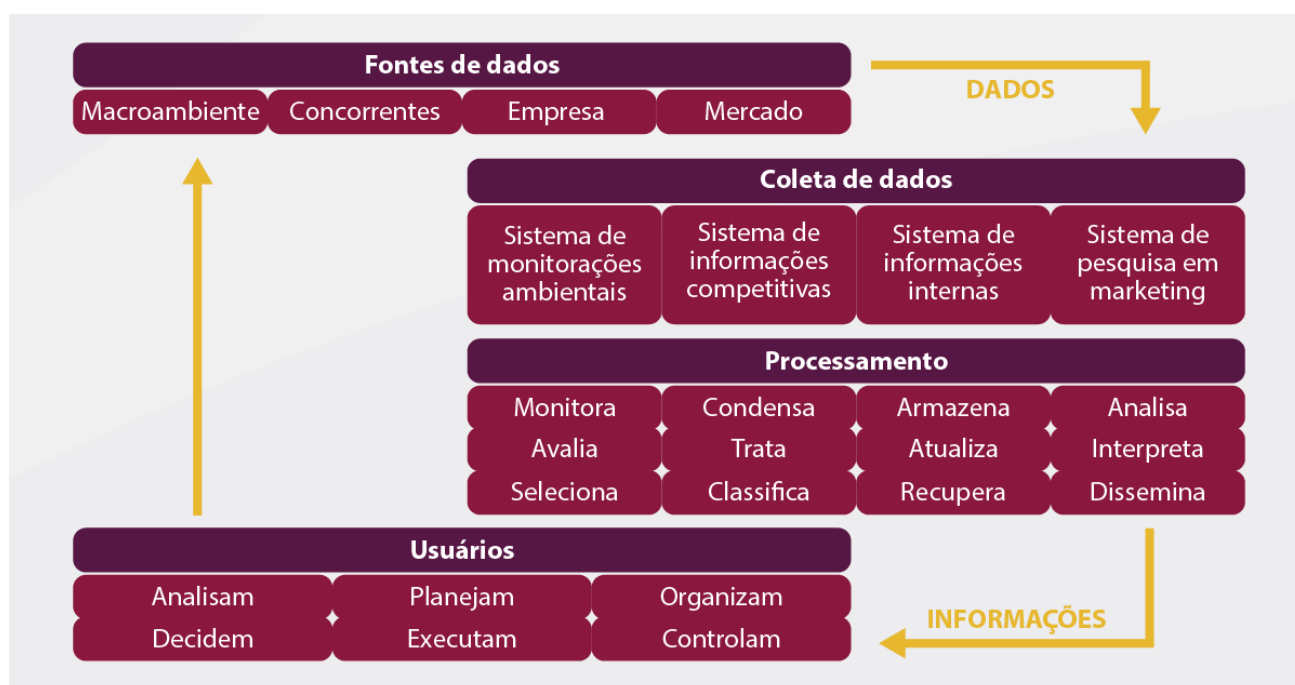 Fontes de dados
Macroambiente Concorrentes Empresa Mercado
DADOS
Coleta de dados
Sistema de monitorações ambientais
Sistema de informações competitivas
Sistema de informações internas
Sistema de pesquisa em marketing
Processamento
Monitora Condensa Armazena Analisa
Avalia Trata Atualiza Interpreta
Seleciona Classifica Recupera Dissemina
Usuários
Analisam Planejam Organizam
Decidem Executam Controlam
INFORMAÇÕES